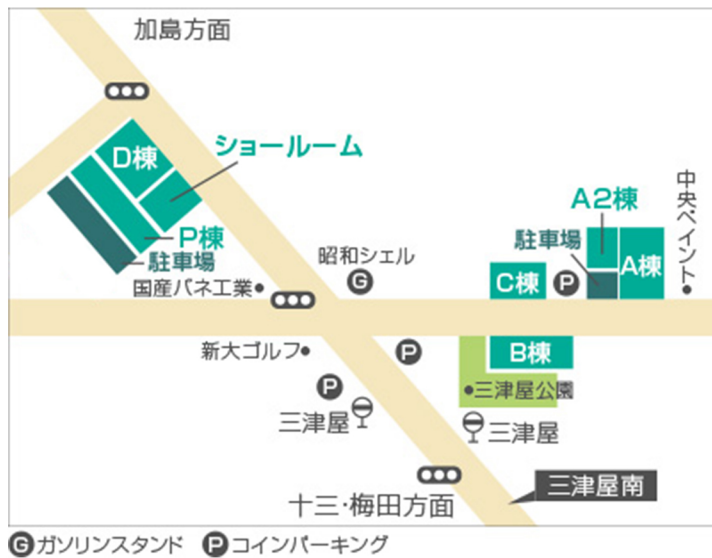 加島方面
D棟
ショールーム
P棟
駐車場
国産バネ工業
昭和シェル
G
新大ゴルフ
P
P
三津屋
中央ペイント
A2棟
駐車場
A棟
C棟
P
B棟
三津屋公園
三津屋
三津屋南
十三・梅田方面
G ガソリンスタンド P コインパーキング